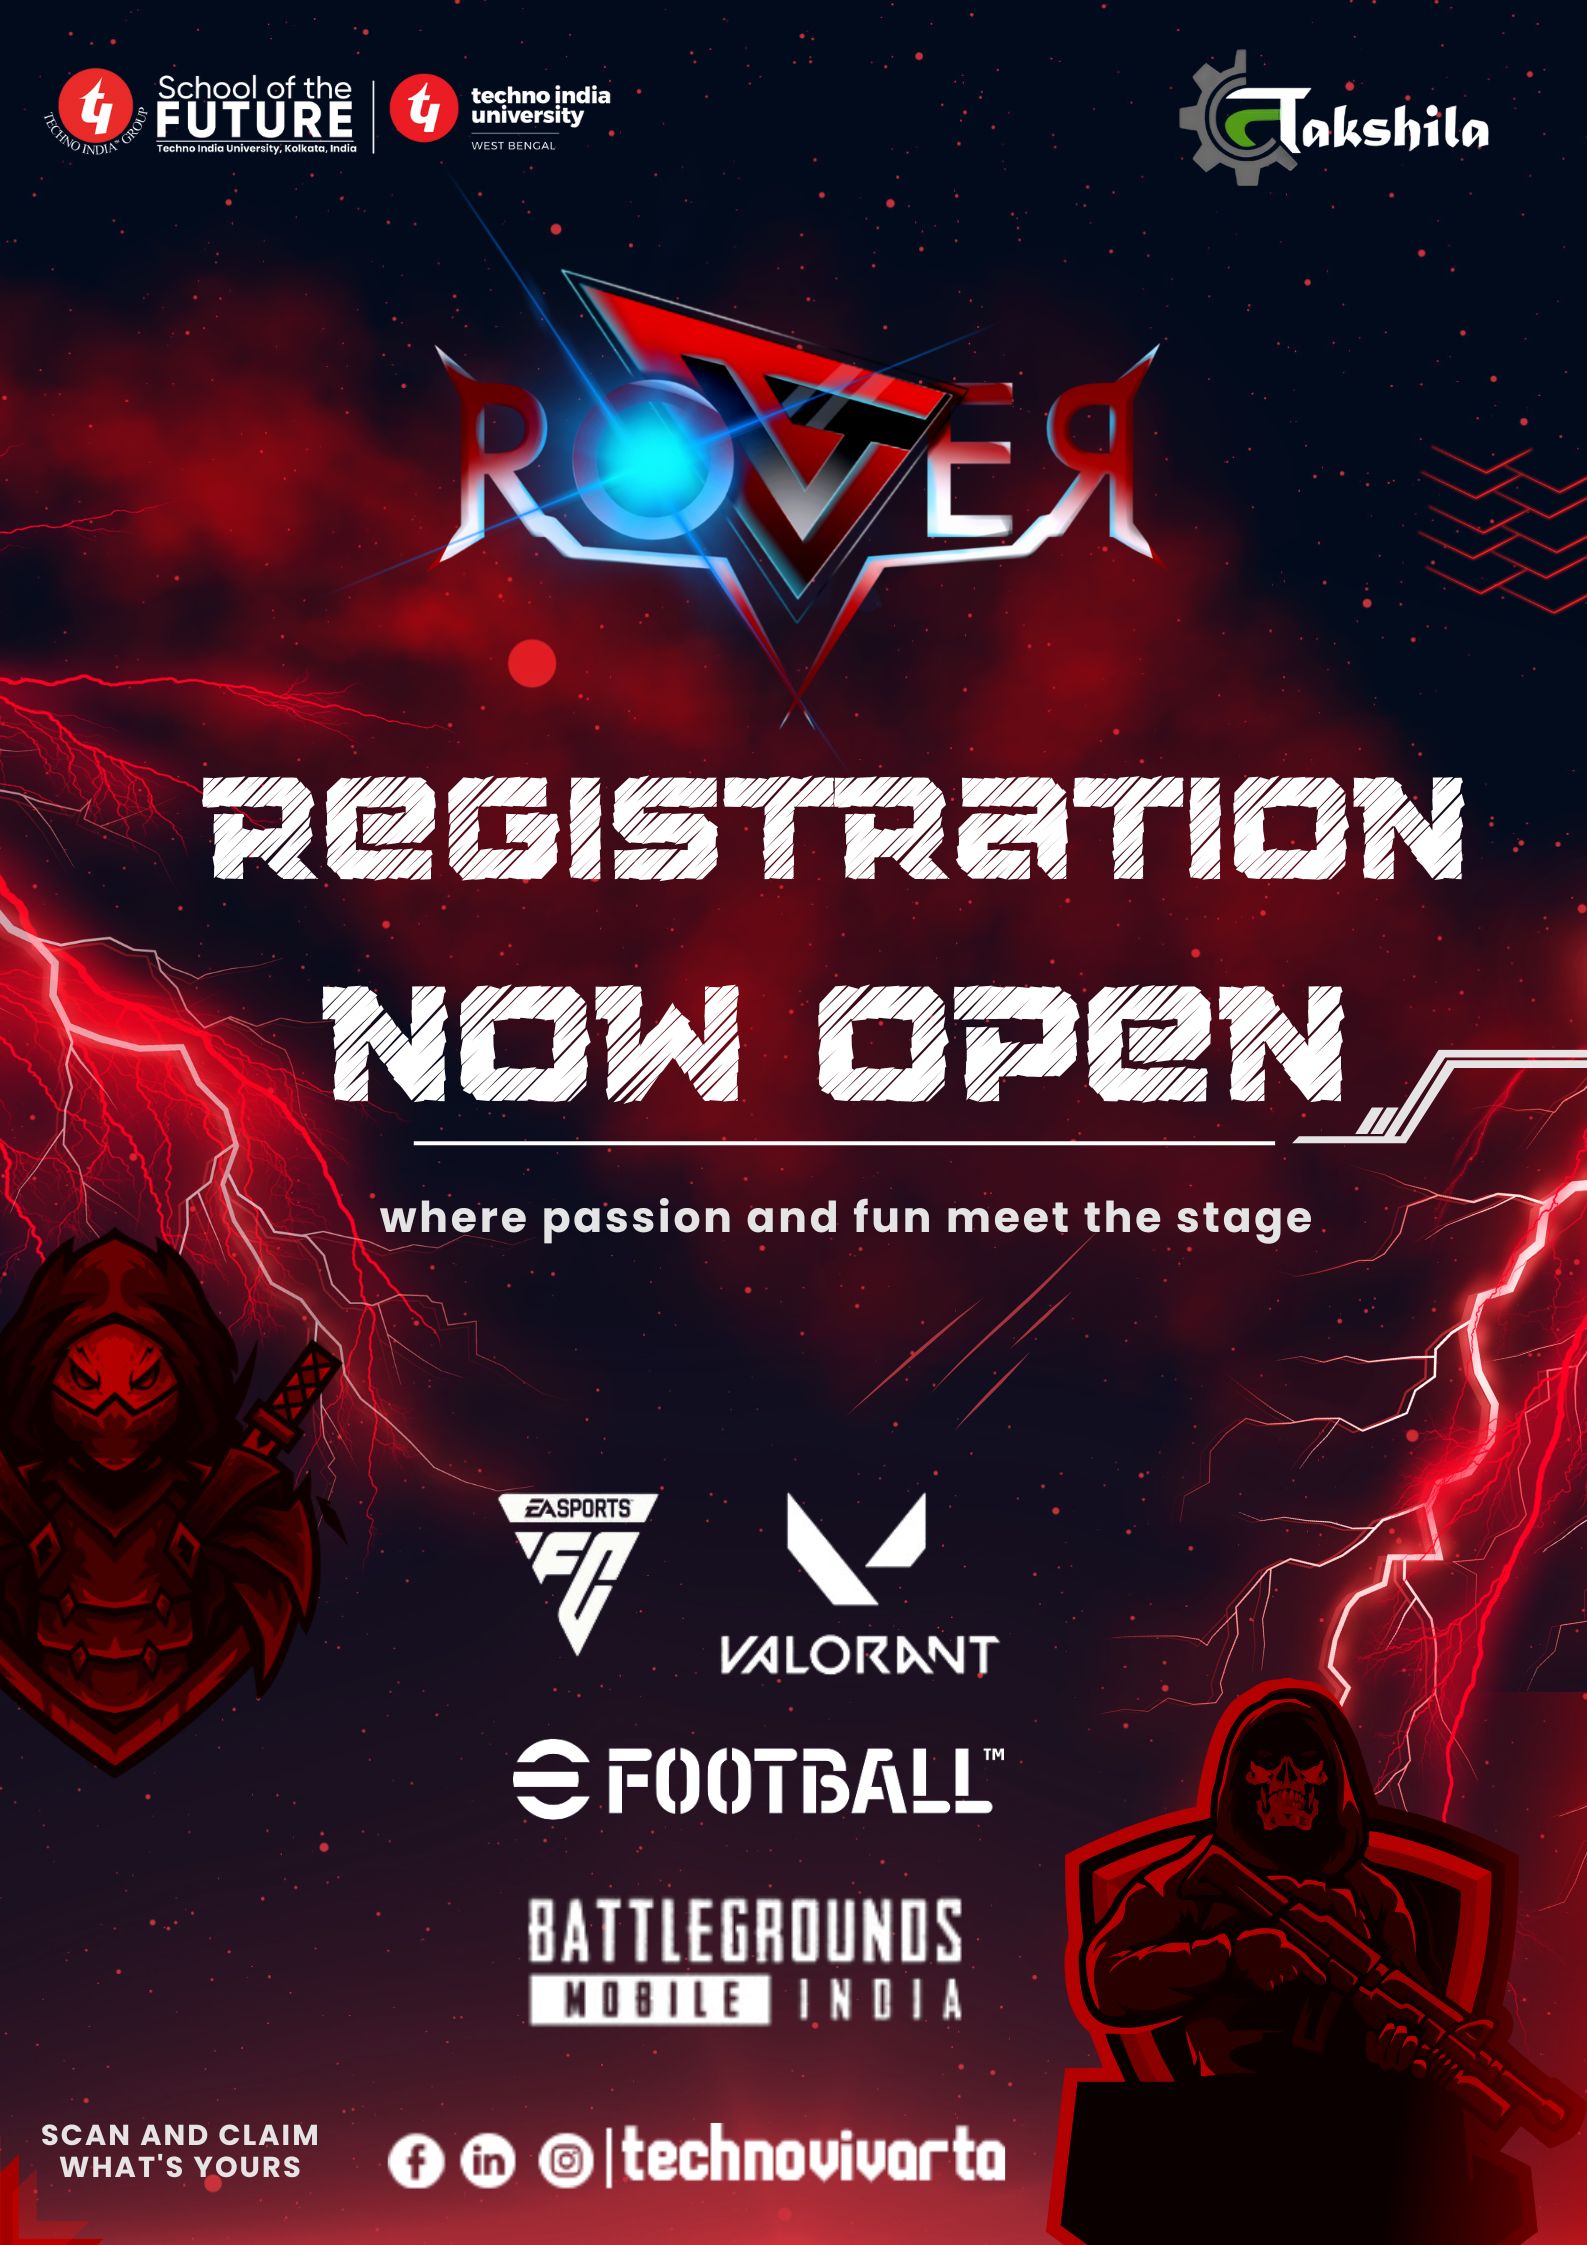 TECHNO INDIA GROUP
School of the
FUTURE
Techno India University, Kolkata, India
techno india
university
WEST BENGAL
Takshila
ROVER
REGISTRATION
NOW OPEN
where passion and fun meet the stage
EA SPORTS
FC
VALORANT
FOOTBALL™
BATTLEGROUNDS
MOBILE INDIA
SCAN AND CLAIM
WHAT'S YOURS
technovivarta